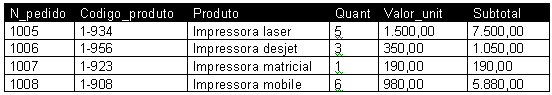 N_pedido Codigo_produto Produto Quant Valor_unit Subtotal
1005 1-934 Impressora laser 5 1.500,00 7.500,00
1006 1-956 Impressora desjet 3 350,00 1.050,00
1007 1-923 Impressora matricial 1 190,00 190,00
1008 1-908 Impressora mobile 6 980,00 5.880,00